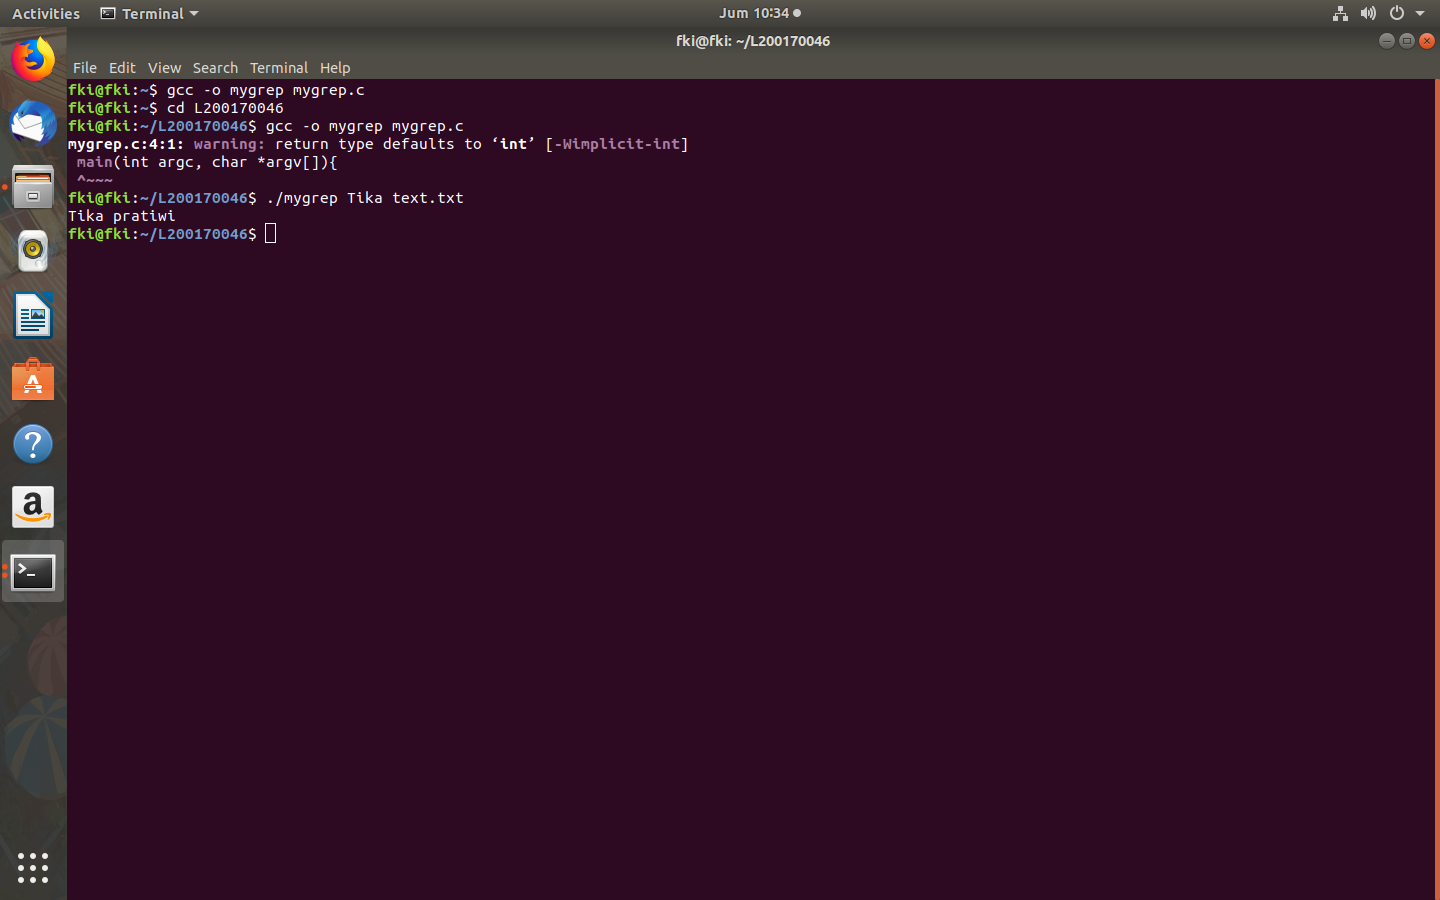 Activities Terminal Jum 10:34
fki@fki: ~/L200170046
File Edit View Search Terminal Help
fki@fki:~$ gcc -o mygrep mygrep.c
fki@fki:~$ cd L200170046
fki@fki:~/L200170046$ gcc -o mygrep mygrep.c
mygrep.c:4:1: warning: return type defaults to ‘int’ [-Wimplicit-int]
 main(int argc, char *argv[]){
 ^~~~
fki@fki:~/L200170046$ ./mygrep Tika text.txt
Tika pratiwi
fki@fki:~/L200170046$